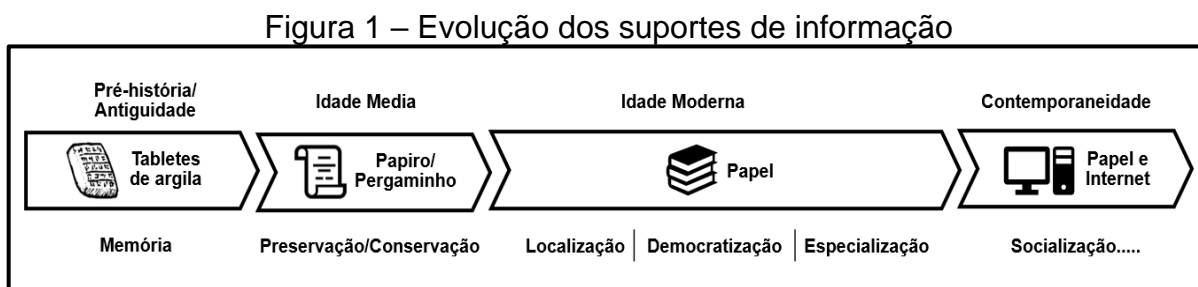 Figura 1 – Evolução dos suportes de informação
Pré-história/
Antiguidade
Idade Media
Idade Moderna
Contemporaneidade
Tabletes
de argila
Papiro/
Pergaminho
Papel
Papel e
Internet
Memória
Preservação/Conservação
Localização
Democratização
Especialização
Socialização.....